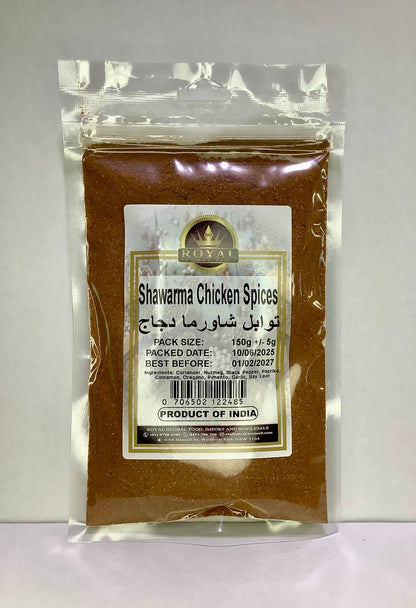 ROYAL
Shawarma Chicken Spices
توابل شاورما دجاج
PACK SIZE: 150g +/- 5g
PACKED DATE: 10/06/2025
BEST BEFORE: 01/02/2027
Ingredients: Coriander, Nutmeg, Black Pepper, Paprika,
Cinnamon, Oregano, Pimento, Garlic, Bay Leaf
0 706502 122485
PRODUCT OF INDIA
ROYAL GLOBAL FOOD, IMPORT AND WHOLESALE